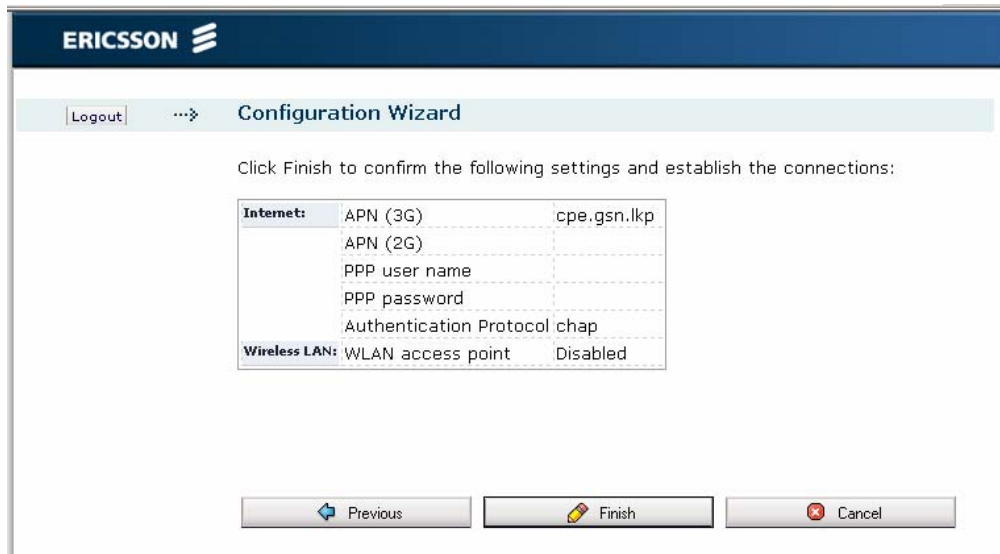 ERICSSON
Logout Configuration Wizard
Click Finish to confirm the following settings and establish the connections:
Internet: APN (3G) cpe.gsn.lkp
APN (2G)
PPP user name
PPP password
Authentication Protocol chap
Wireless LAN: WLAN access point Disabled
Previous Finish Cancel